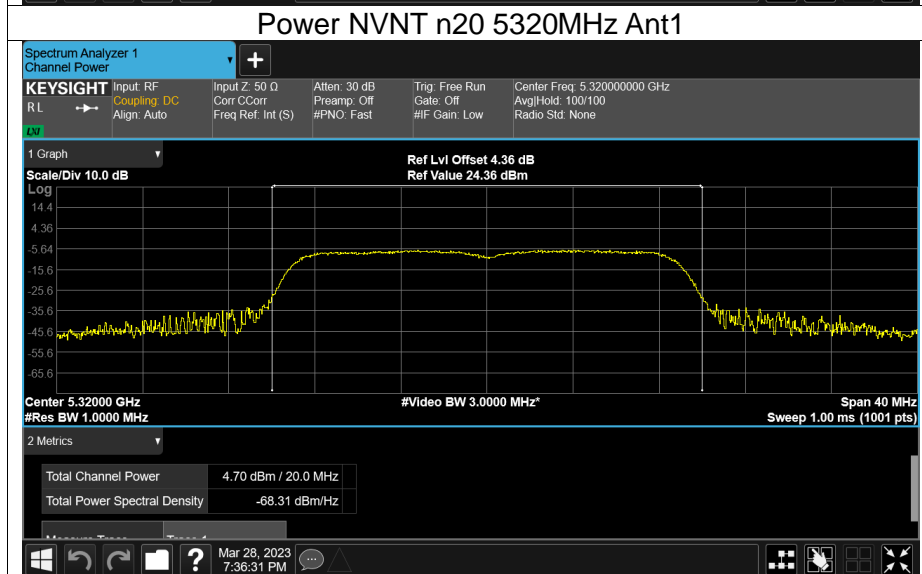 Power NVNT n20 5320MHz Ant1
Spectrum Analyzer 1
Channel Power
KEYSIGHT
R L
LXI
Input: RF
Coupling: DC
Align: Auto
Input Z: 50 Ω
Corr CCorr
Freq Ref: Int (S)
Atten: 30 dB
Preamp: Off
#PNO: Fast
Trig: Free Run
Gate: Off
#IF Gain: Low
Center Freq: 5.320000000 GHz
Avg|Hold: 100/100
Radio Std: None
1 Graph
Scale/Div 10.0 dB
Ref Lvl Offset 4.36 dB
Ref Value 24.36 dBm
Log
14.4
4.36
-5.64
-15.6
-25.6
-35.6
-45.6
-55.6
-65.6
Center 5.32000 GHz
#Video BW 3.0000 MHz*
Span 40 MHz
#Res BW 1.0000 MHz
Sweep 1.00 ms (1001 pts)
2 Metrics
Total Channel Power 4.70 dBm / 20.0 MHz
Total Power Spectral Density -68.31 dBm/Hz
?
Mar 28, 2023
7:36:31 PM